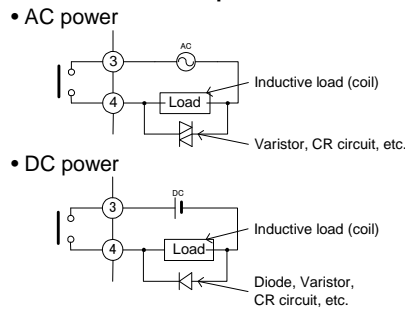 • AC power
AC
3
Inductive load (coil)
4
Load
Varistor, CR circuit, etc.
• DC power
DC
3
Inductive load (coil)
4
Load
Diode, Varistor,
CR circuit, etc.